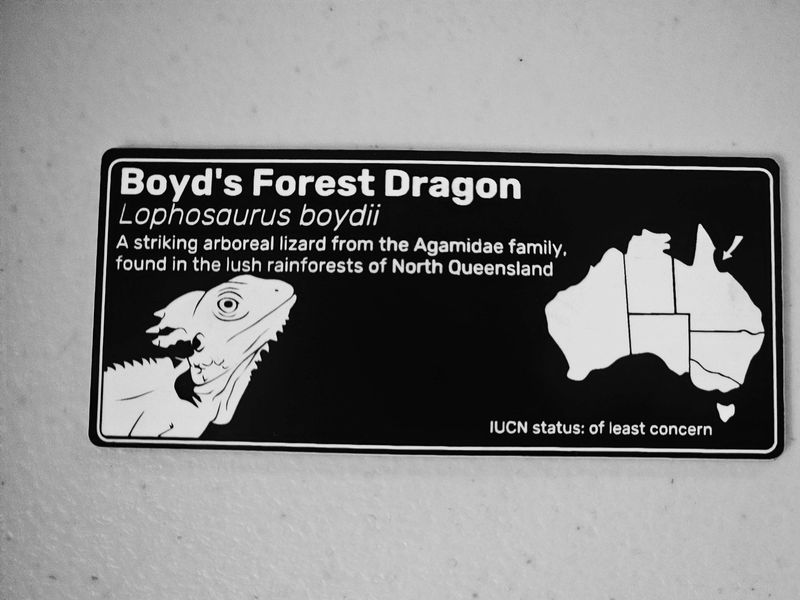 Boyd's Forest Dragon
Lophosaurus boydii
A striking arboreal lizard from the Agamidae family,
found in the lush rainforests of North Queensland
IUCN status: of least concern